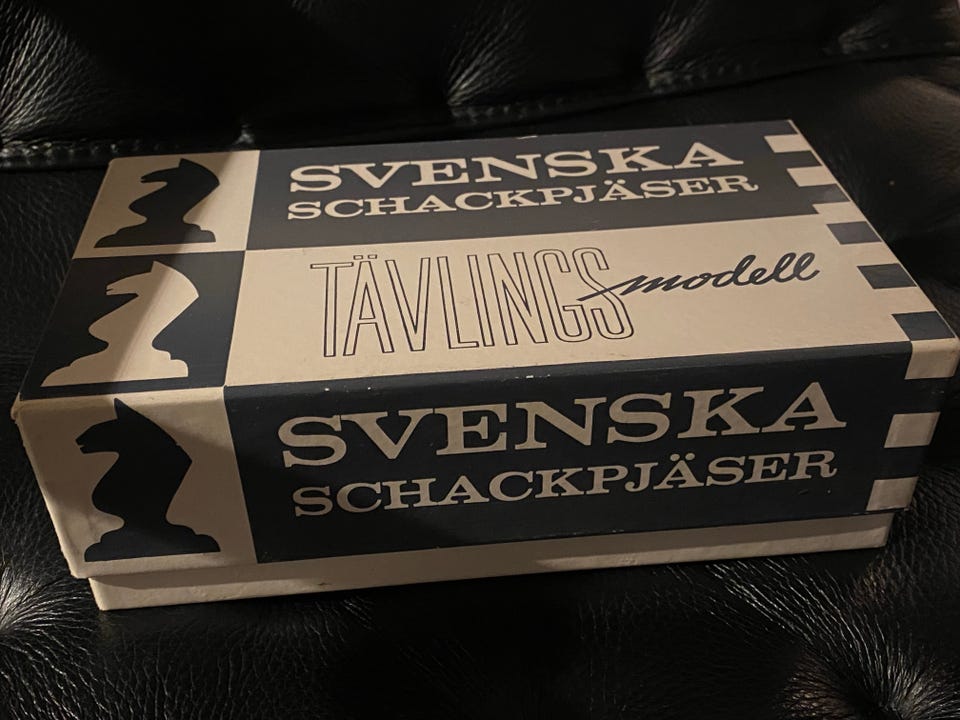 SVENSKA
SCHACKPJÄSER
TÄVLINGS modell
SVENSKA
SCHACKPJÄSER